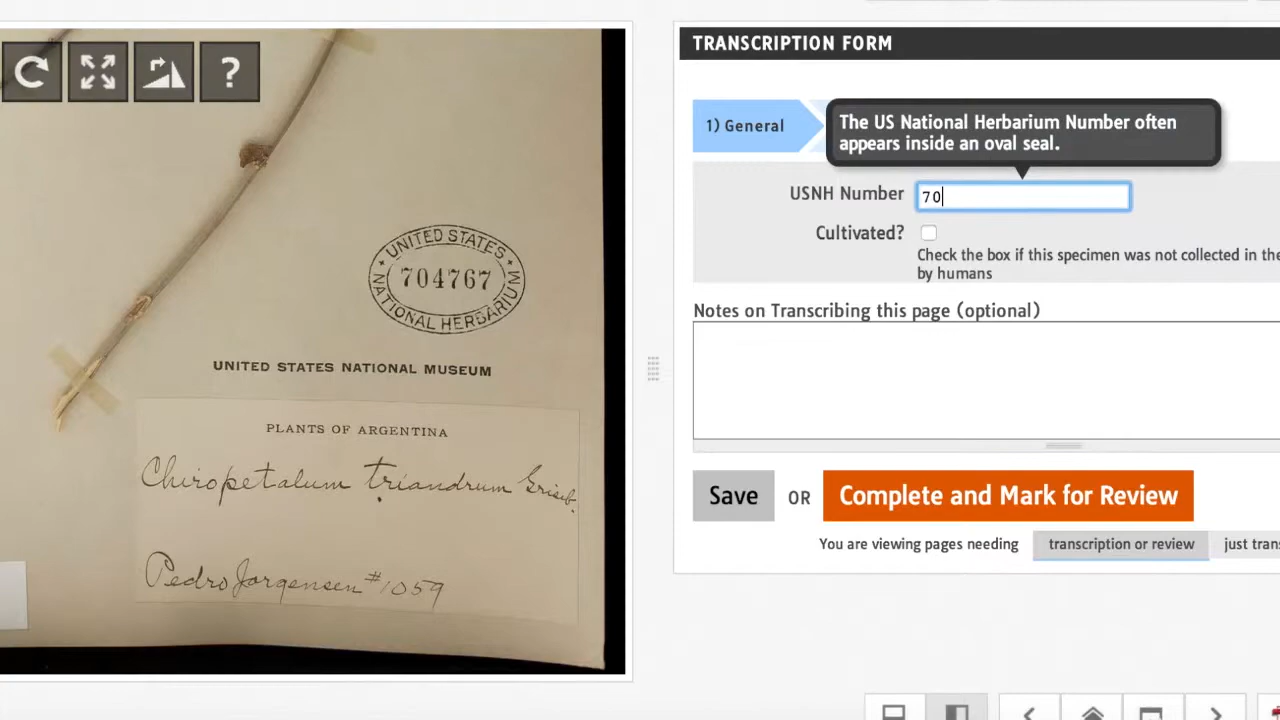 ?
UNITED STATES
704767
NATIONAL HERBARIUM
UNITED STATES NATIONAL MUSEUM
PLANTS OF ARGENTINA
Chiropetalum triandrum Griseb.
Pedro Jorgensen #1059
TRANSCRIPTION FORM
1) General
The US National Herbarium Number often
appears inside an oval seal.
USNH Number
70
Cultivated?
Check the box if this specimen was not collected in the
by humans
Notes on Transcribing this page (optional)
Save OR Complete and Mark for Review
You are viewing pages needing transcription or review just trans